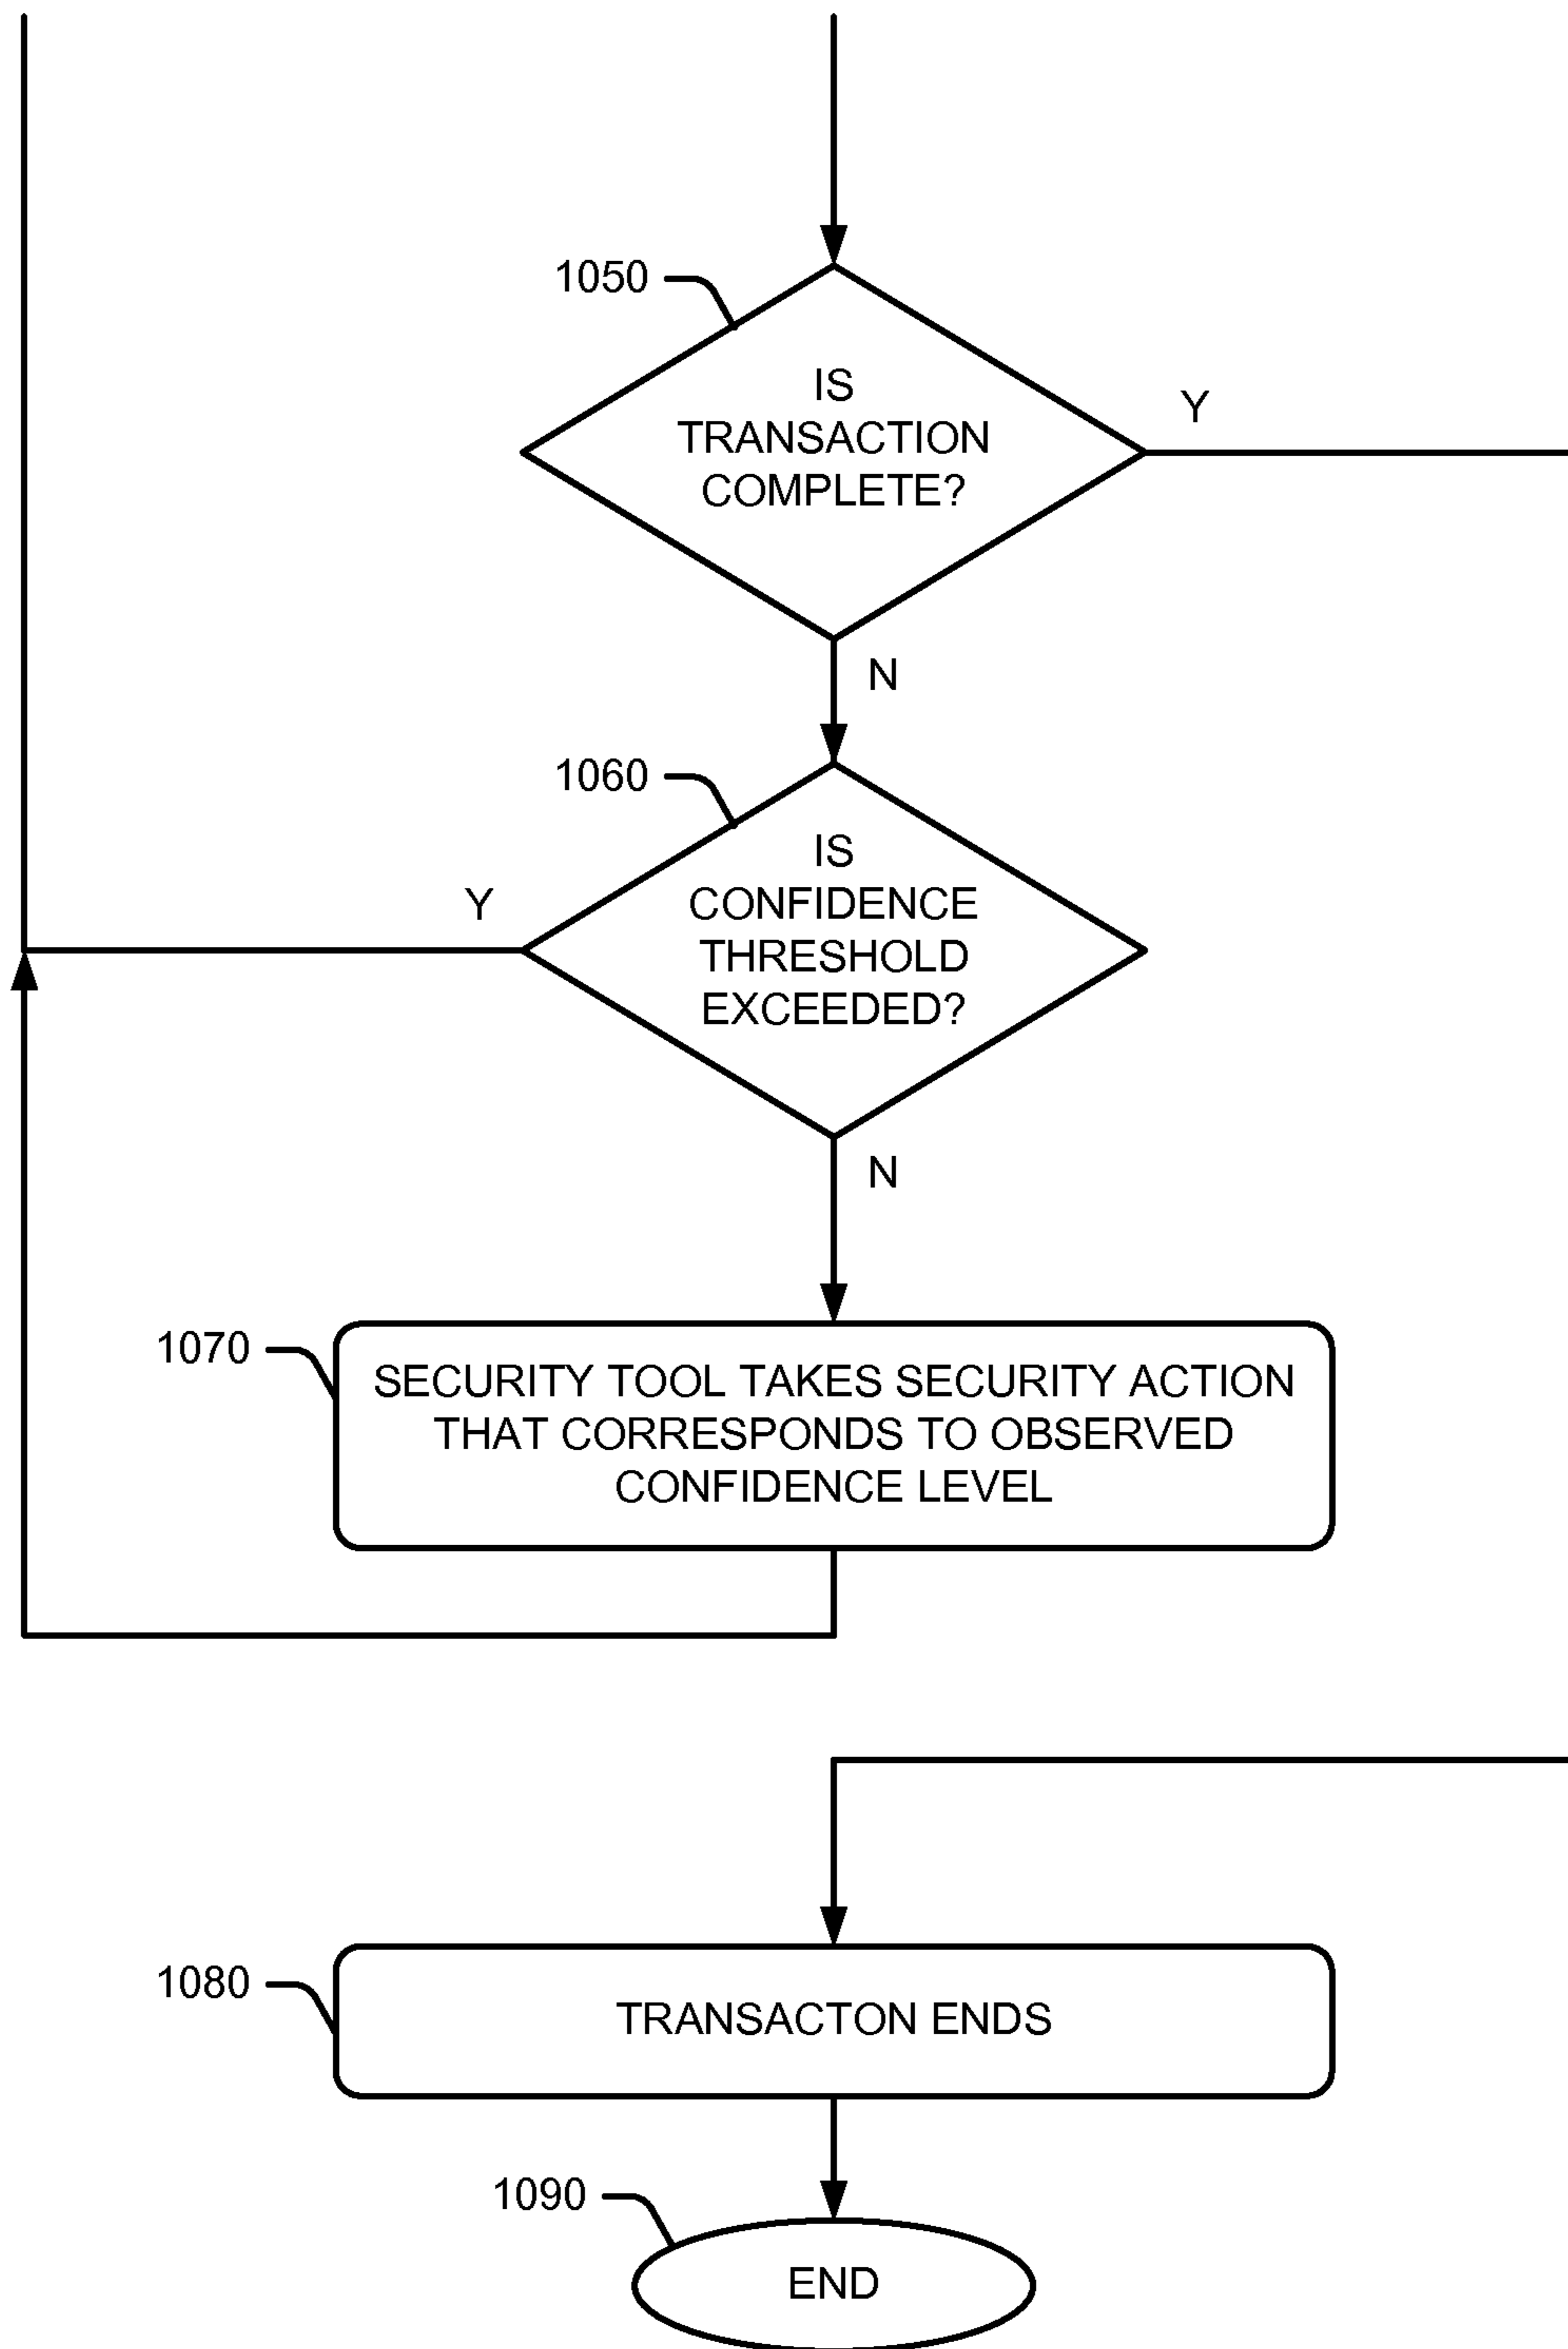 1050
IS
TRANSACTION
COMPLETE?
Y
N
1060
IS
CONFIDENCE
THRESHOLD
EXCEEDED?
Y
N
1070
SECURITY TOOL TAKES SECURITY ACTION
THAT CORRESPONDS TO OBSERVED
CONFIDENCE LEVEL
1080
TRANSACTON ENDS
1090
END